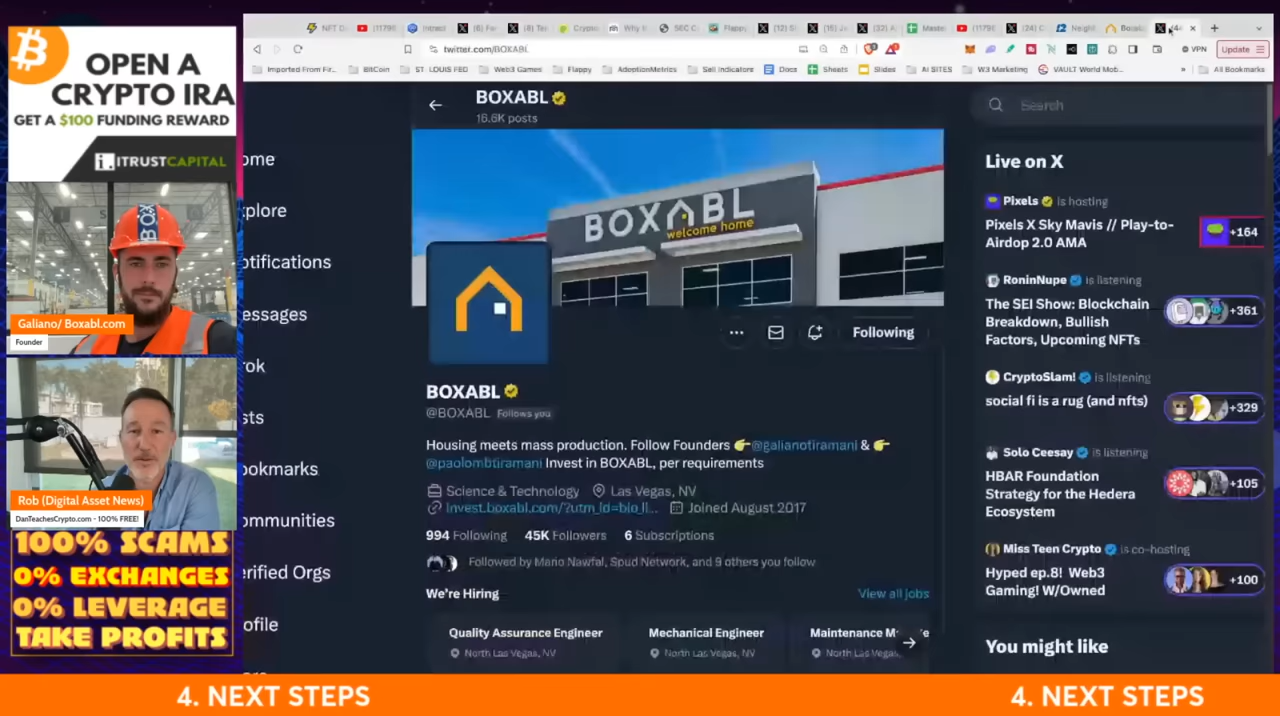 OPEN A
CRYPTO IRA
GET A $100 FUNDING REWARD
ITRUSTCAPITAL
Galiano/ Boxabl.com
Founder
Rob (Digital Asset News)
DanTeachesCrypto.com - 100% FREE!
100% SCAMS
0% EXCHANGES
0% LEVERAGE
TAKE PROFITS
twitter.com/BOXABL
VPN
Update
Imported From Fir...
BitCoin
ST LOUIS FED
Web3 Games
Flappy
AdoptionMetrics
Sell Indicators
Docs
Sheets
Slides
AI SITES
W3 Marketing
VAULT World Mob...
»
All Bookmarks
ome
xplore
otifications
essages
rok
sts
ookmarks
ommunities
erified Orgs
ofile
BOXABL
16.6K posts
BOXABL
welcome home
Following
BOXABL
@BOXABL Follows you
Housing meets mass production. Follow Founders 👉@galianotiramani & 👉
@paolombtiramani Invest in BOXABL, per requirements
Science & Technology Las Vegas, NV
invest.boxabl.com/?utm_id=bio_li... Joined August 2017
994 Following 45K Followers 6 Subscriptions
Followed by Mario Nawfal, Spud Network, and 9 others you follow
We're Hiring View all jobs
Quality Assurance Engineer
North Las Vegas, NV
Mechanical Engineer
North Las Vegas, NV
Maintenance M
North Las Vegas,
Search
Live on X
Pixels is hosting
Pixels X Sky Mavis // Play-to-
Airdop 2.0 AMA
+164
RoninNupe is listening
The SEI Show: Blockchain
Breakdown, Bullish
Factors, Upcoming NFTs
+361
CryptoSlam! is listening
social fi is a rug (and nfts)
+329
Solo Ceesay is listening
HBAR Foundation
Strategy for the Hedera
Ecosystem
+105
Miss Teen Crypto is co-hosting
Hyped ep.8! Web3
Gaming! W/Owned
+100
You might like
4. NEXT STEPS
4. NEXT STEPS